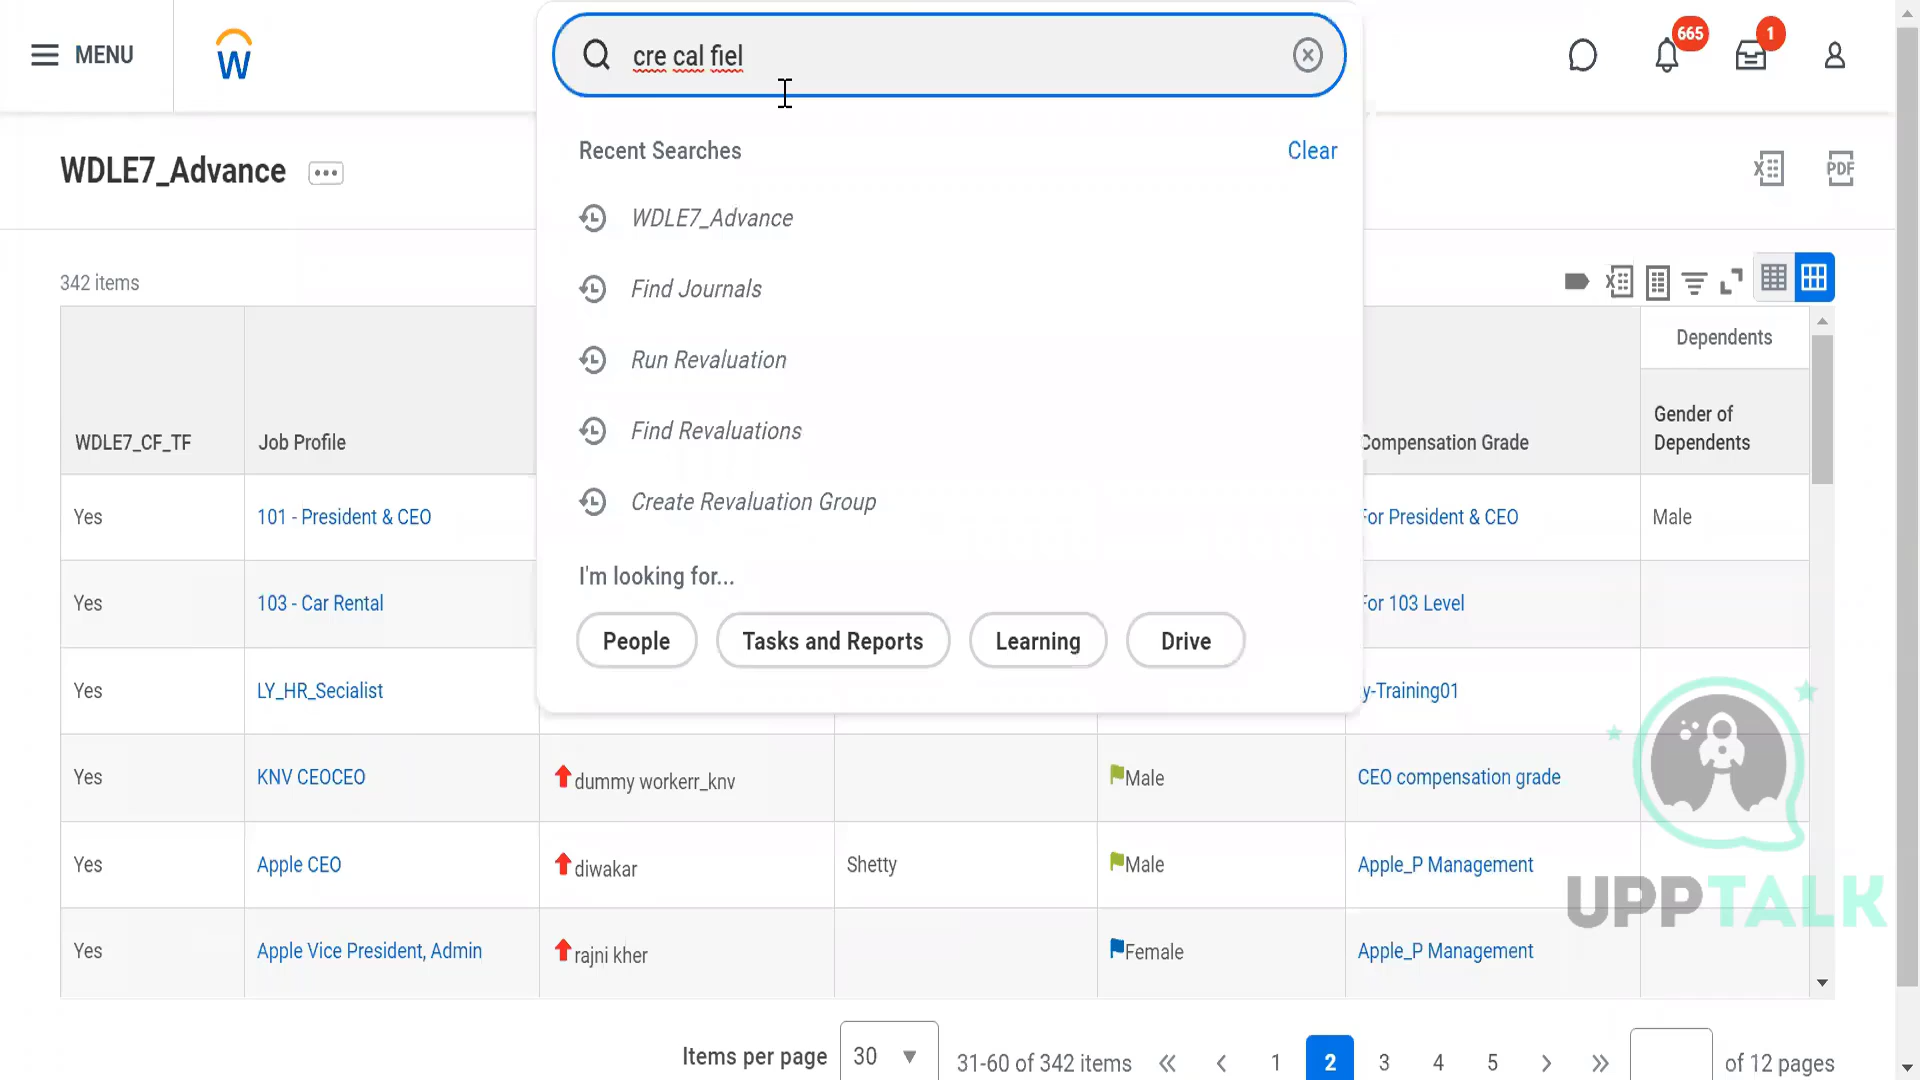 MENU
W
cre cal fiel
665
1
WDLE7_Advance
X
PDF
Recent Searches
Clear
WDLE7_Advance
Find Journals
Run Revaluation
Find Revaluations
Create Revaluation Group
I'm looking for...
People
Tasks and Reports
Learning
Drive
342 items
X
WDLE7_CF_TF
Job Profile
Compensation Grade
Dependents
Gender of
Dependents
Yes
101 - President & CEO
For President & CEO
Male
Yes
103 - Car Rental
For 103 Level
Yes
LY_HR_Secialist
y-Training01
Yes
KNV CEOCEO
dummy workerr_knv
Male
CEO compensation grade
Yes
Apple CEO
diwakar
Shetty
Male
Apple_P Management
Yes
Apple Vice President, Admin
rajni kher
Female
Apple_P Management
UPPTALK
Items per page
30
31-60 of 342 items
1
2
3
4
5
of 12 pages